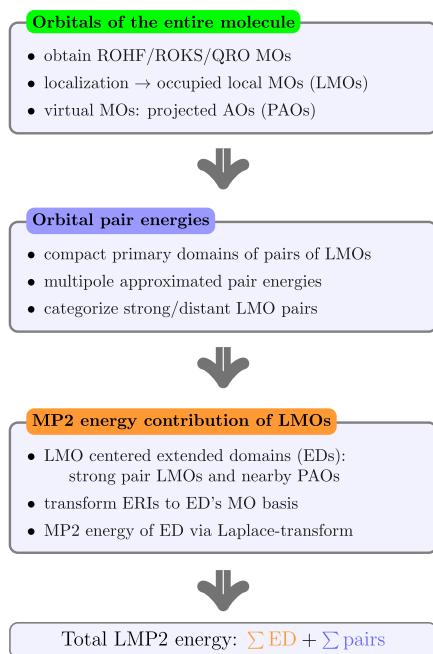 Orbitals of the entire molecule
• obtain ROHF/ROKS/QRO MOs
• localization → occupied local MOs (LMOs)
• virtual MOs: projected AOs (PAOs)
Orbital pair energies
• compact primary domains of pairs of LMOs
• multipole approximated pair energies
• categorize strong/distant LMO pairs
MP2 energy contribution of LMOs
• LMO centered extended domains (EDs):
strong pair LMOs and nearby PAOs
• transform ERIs to ED's MO basis
• MP2 energy of ED via Laplace-transform
Total LMP2 energy: ∑ ED + ∑ pairs